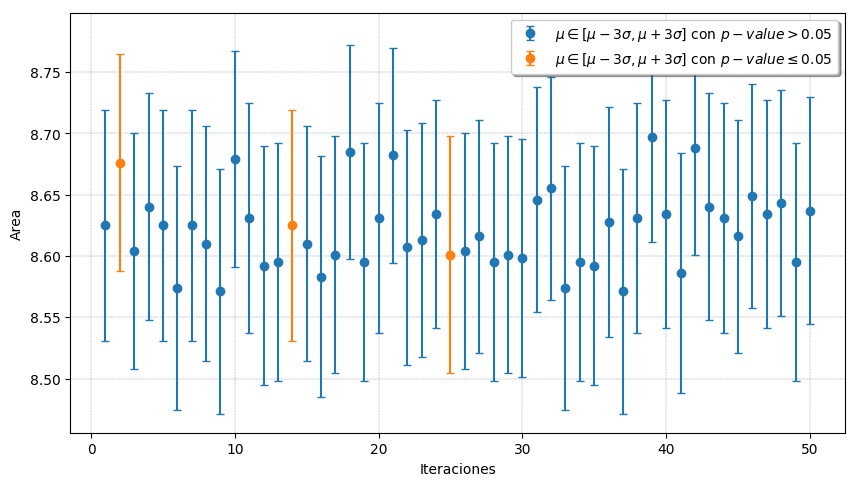 μ ∈ [μ − 3σ, μ + 3σ] con p − value > 0.05
μ ∈ [μ − 3σ, μ + 3σ] con p − value ≤ 0.05
8.75
8.70
8.65
8.60
8.55
8.50
Area
0 10 20 30 40 50
Iteraciones